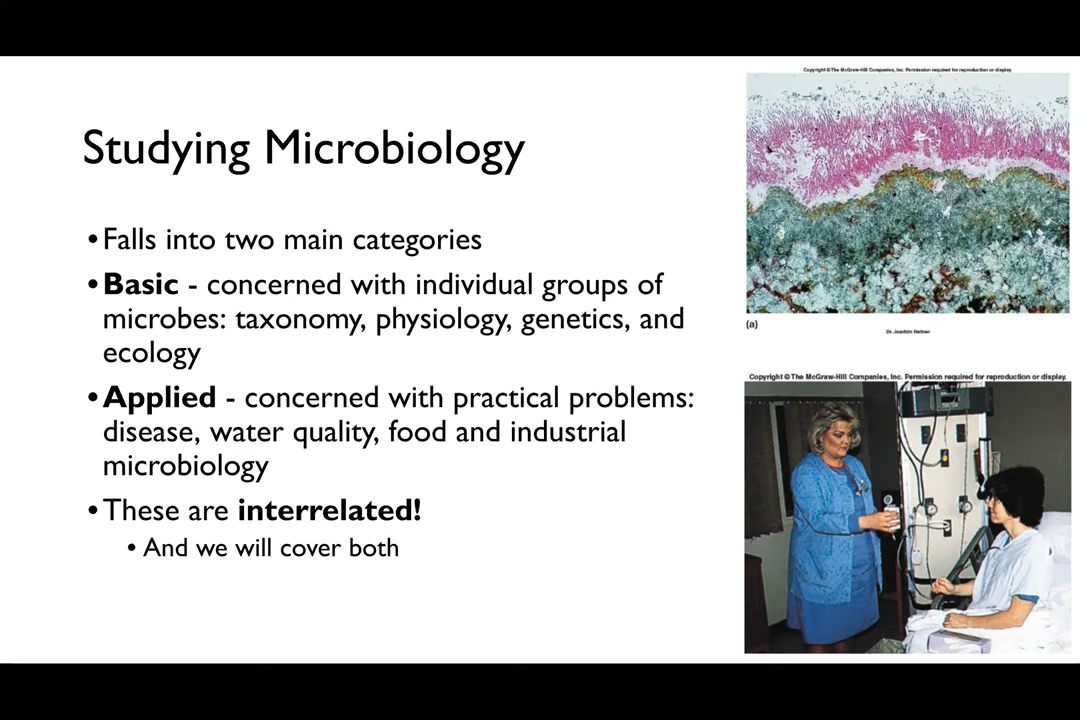 Copyright © The McGraw-Hill Companies, Inc. Permission required for reproduction or display.
Studying Microbiology
• Falls into two main categories
• Basic - concerned with individual groups of
microbes: taxonomy, physiology, genetics, and
ecology
• Applied - concerned with practical problems:
disease, water quality, food and industrial
microbiology
• These are interrelated!
• And we will cover both
(a)
Dr. Joachim Reitner
Copyright © The McGraw-Hill Companies, Inc. Permission required for reproduction or display.